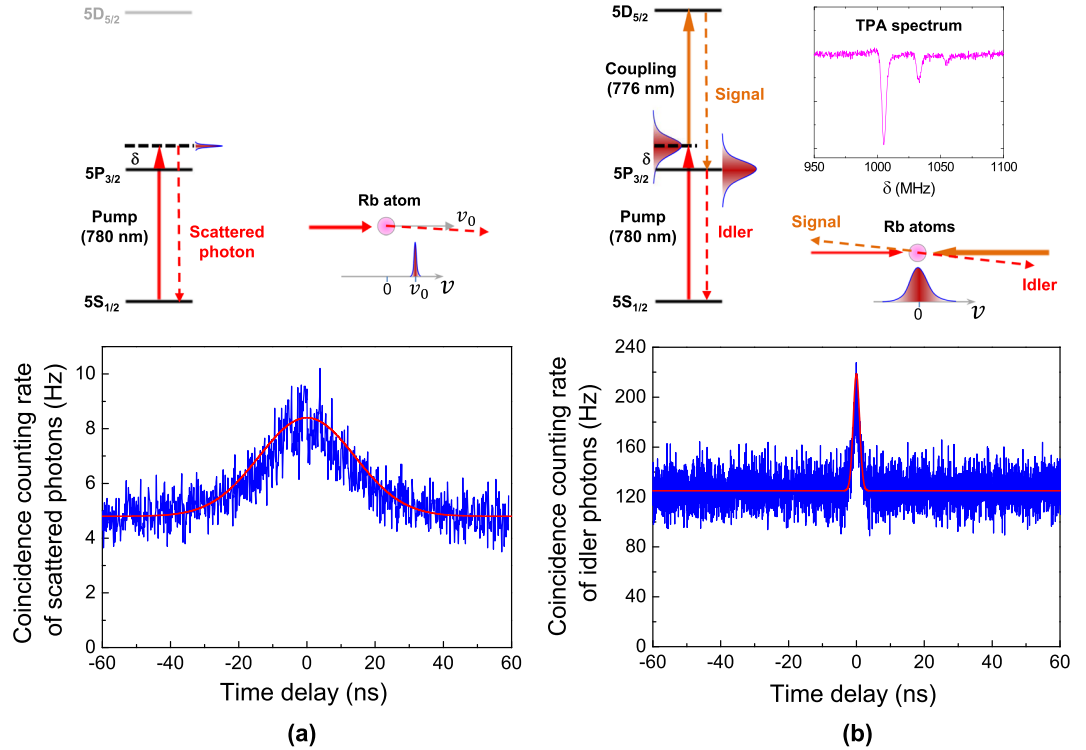 5D5/2
5P3/2
δ
Pump
(780 nm)
Scattered
photon
5S1/2
Rb atom
v0
0
v0
v
5D5/2
Coupling
(776 nm)
Signal
δ
5P3/2
Pump
(780 nm)
Idler
5S1/2
TPA spectrum
950
1000
1050
1100
δ (MHz)
Signal
Rb atoms
Idler
0
v
Coincidence counting rate
of scattered photons (Hz)
10
8
6
4
2
0
-60
-40
-20
0
20
40
60
Time delay (ns)
(a)
Coincidence counting rate
of idler photons (Hz)
240
200
160
120
80
40
0
-60
-40
-20
0
20
40
60
Time delay (ns)
(b)